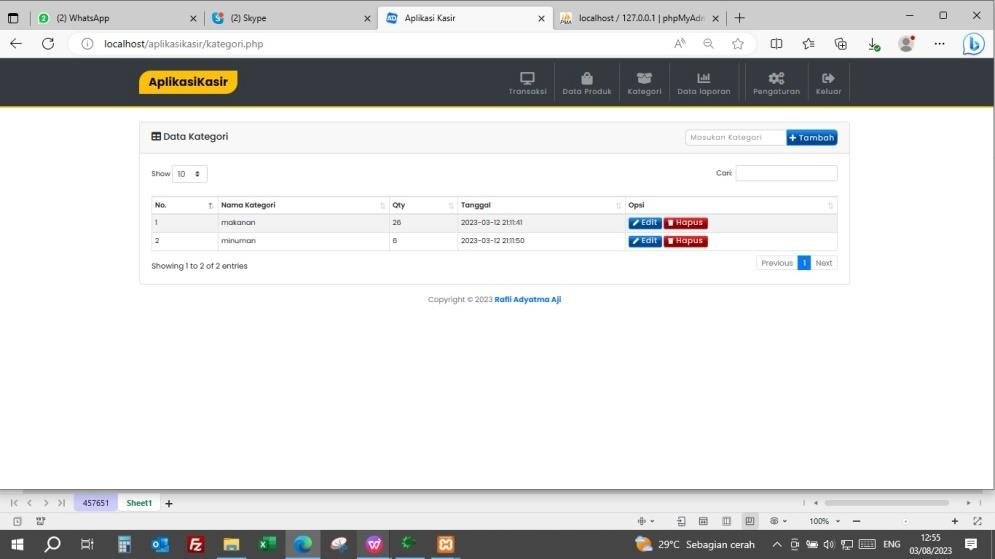 (2) WhatsApp
(2) Skype
Aplikasi Kasir
localhost / 127.0.0.1 | phpMyAdm
localhost/aplikasikasir/kategori.php
AplikasiKasir
Transaksi Data Produk Kategori Data laporan Pengaturan Keluar
Data Kategori
Masukan Kategori
Tambah
Show 10
Cari:
No. Nama Kategori Qty Tanggal Opsi
1 makanan 26 2023-03-12 21:11:41 Edit Hapus
2 minuman 6 2023-03-12 21:11:50 Edit Hapus
Showing 1 to 2 of 2 entries
Previous 1 Next
Copyright © 2023 Rafli Adyatma Aji
457651 Sheet1
100%
29°C Sebagian cerah
ENG
12:55
03/08/2023